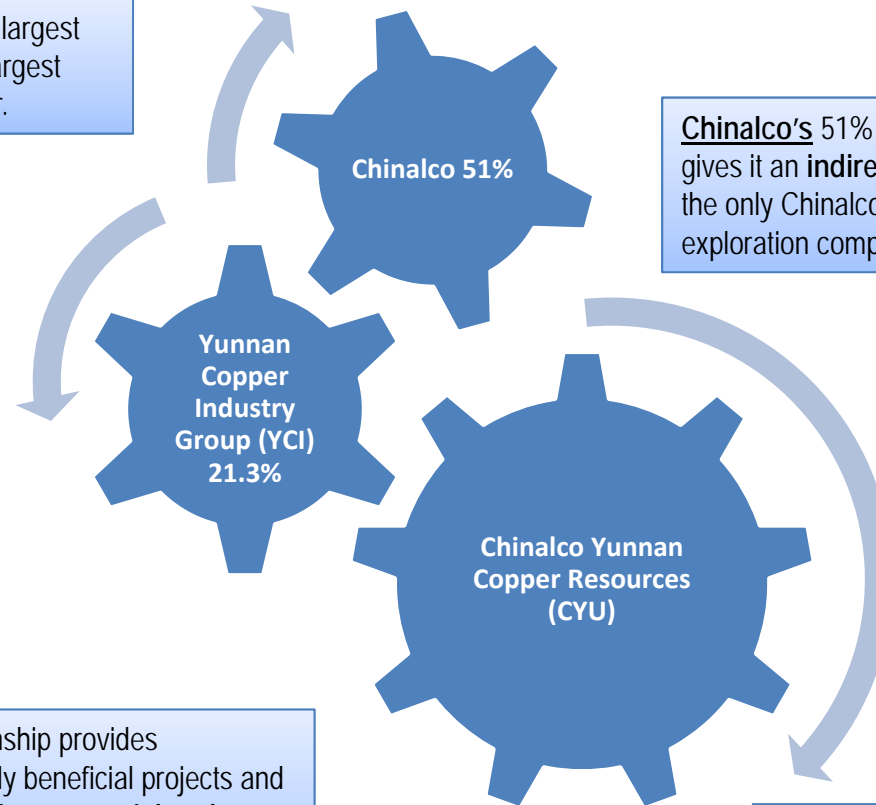 largest
argest
Chinalco 51%
Chinalco's 51%
gives it an indire
the only Chinalco
exploration comp
Yunnan
Copper
Industry
Group (YCI)
21.3%
Chinalco Yunnan
Copper Resources
(CYU)
nship provides
ly beneficial projects and